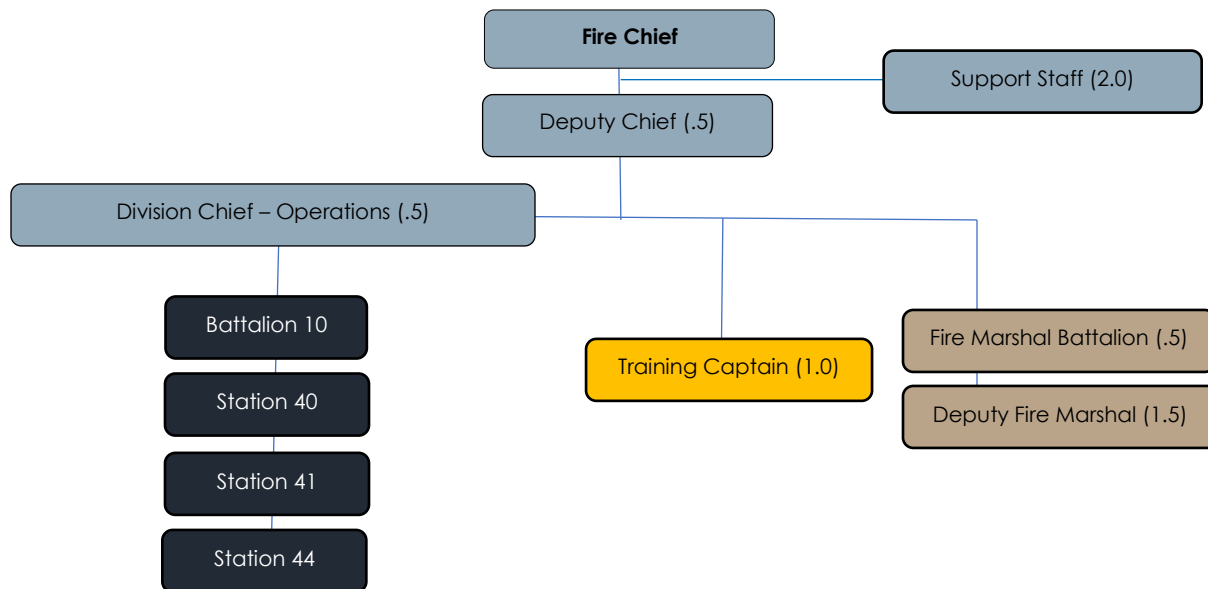 Fire Chief
Support Staff (2.0)
Deputy Chief (.5)
Division Chief – Operations (.5)
Battalion 10
Station 40
Station 41
Station 44
Training Captain (1.0)
Fire Marshal Battalion (.5)
Deputy Fire Marshal (1.5)